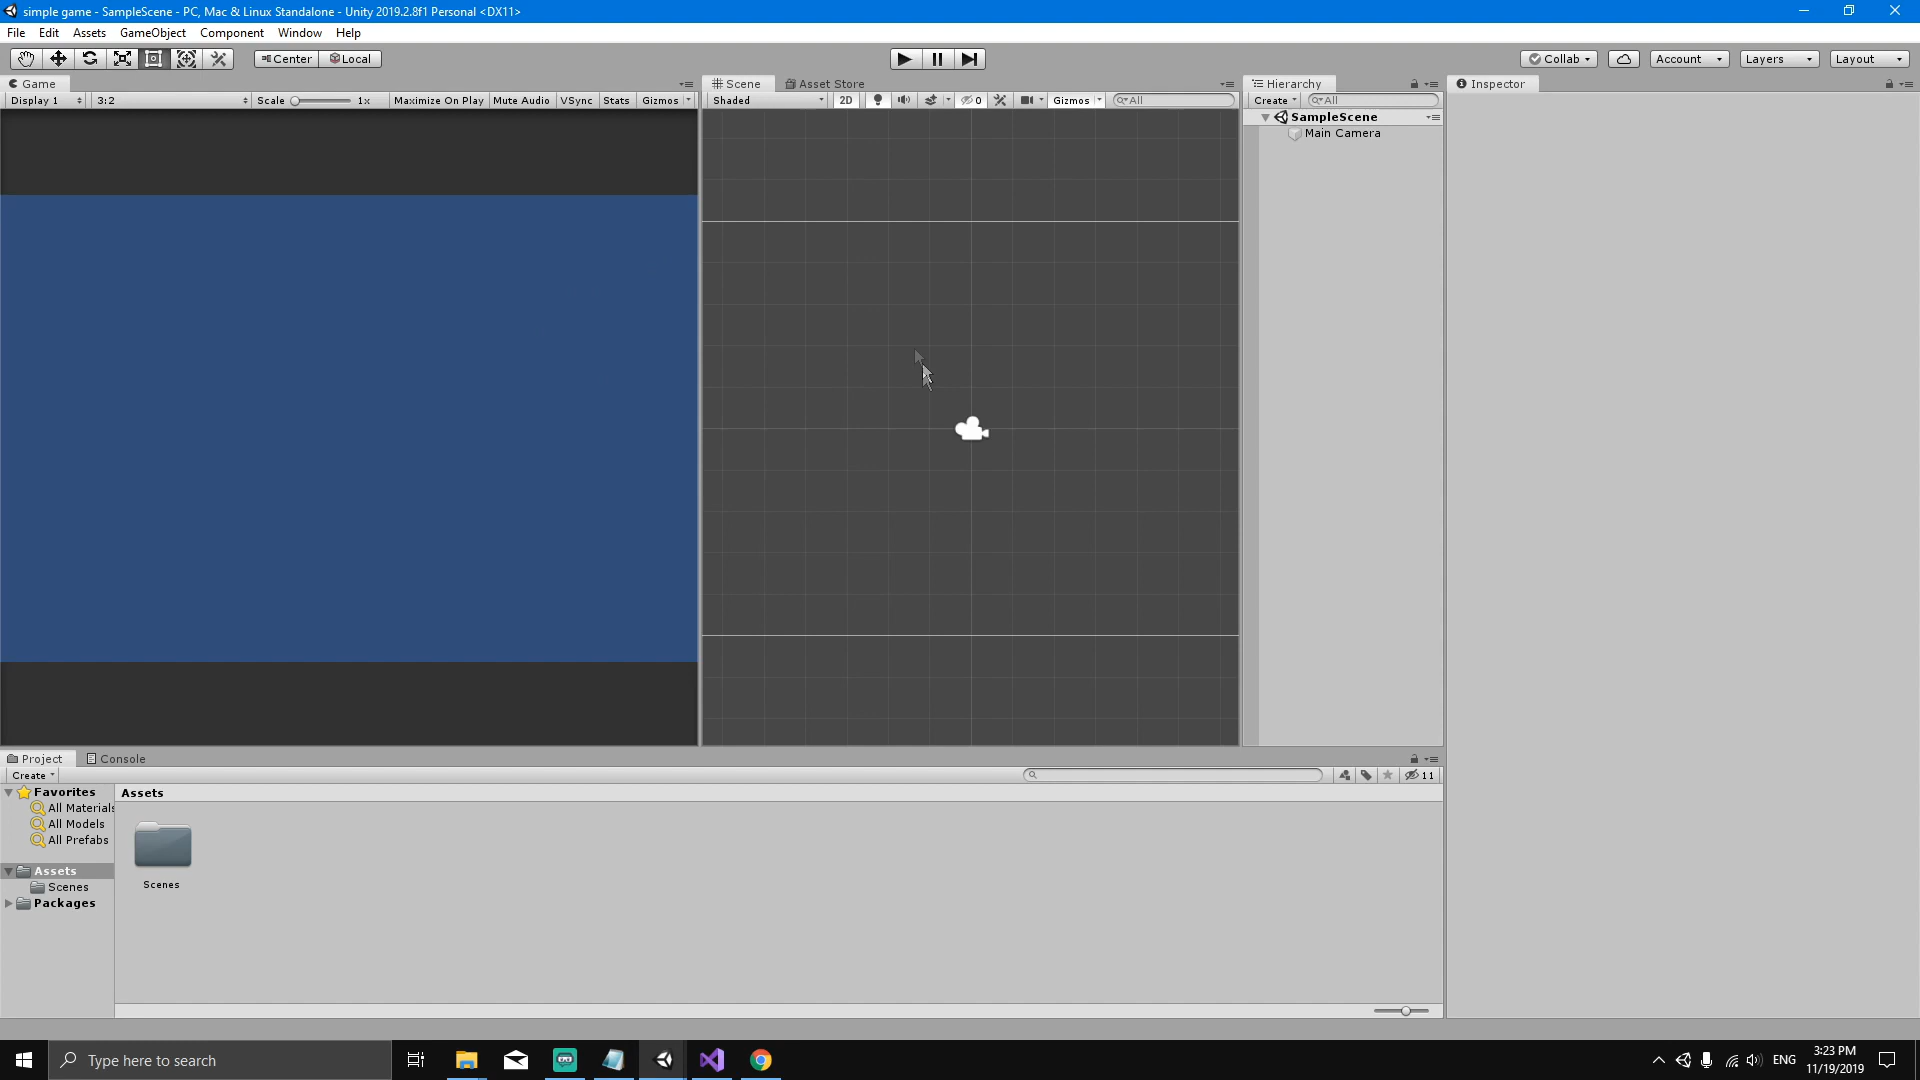 simple game - SampleScene - PC, Mac & Linux Standalone - Unity 2019.2.8f1 Personal <DX11>
File Edit Assets GameObject Component Window Help
Center Local Collab Account Layers Layout
Game Scene Asset Store Hierarchy Inspector
Display 1 3:2 Scale 1x Maximize On Play Mute Audio VSync Stats Gizmos Shaded 2D 0 Gizmos All Create All
SampleScene
Main Camera
Project Console
Create 11
Favorites Assets
All Materials
All Models
All Prefabs
Assets Scenes
Scenes
Packages
Type here to search ENG 3:23 PM
11/19/2019